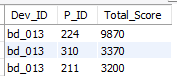 Dev_ID P_ID Total_Score
bd_013 224 9870
bd_013 310 3370
bd_013 211 3200